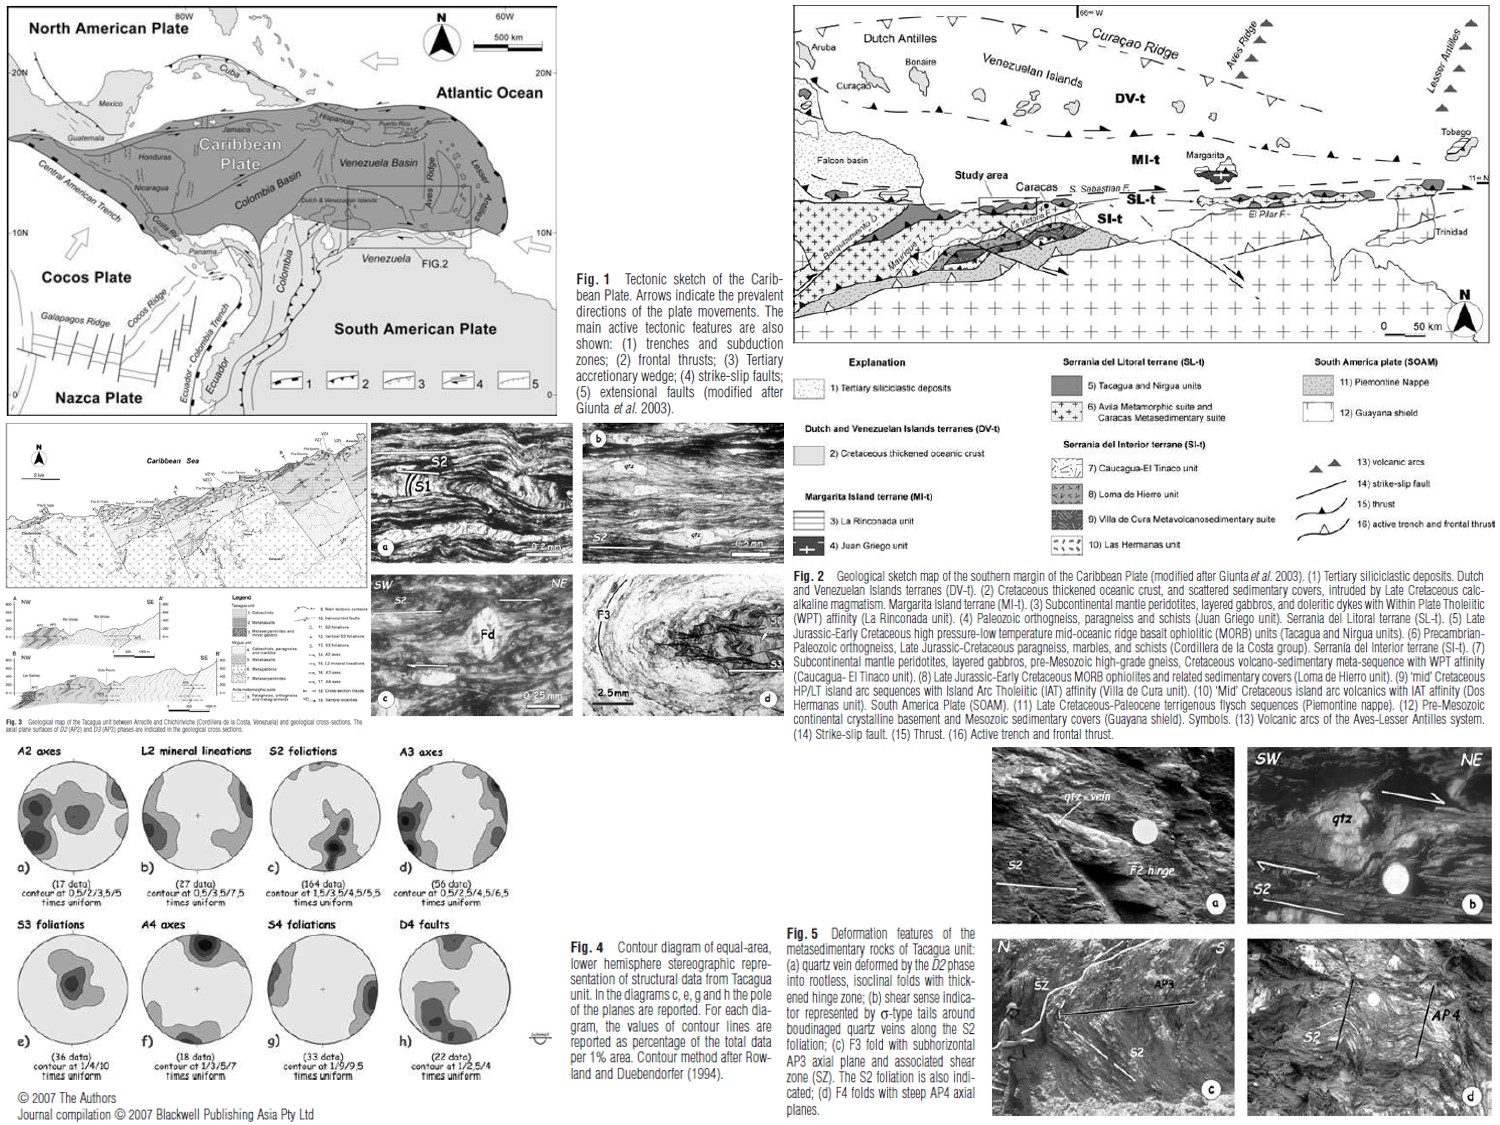 North American Plate
80W
60W
N
500 km
20N
20N
Cuba
Mexico
Atlantic Ocean
Guatemala
Jamaica
Hispaniola
Puerto Rico
Caribbean
Plate
Honduras
Venezuela Basin
Central American Trench
Nicaragua
Colombia Basin
Aves Ridge
Lesser
Antilles
Dutch & Venezuelan Islands
Costa Rica
10N
10N
Panama
Venezuela
FIG.2
Cocos Plate
Colombia
Cocos Ridge
Galapagos Ridge
South American Plate
Ecuador - Colombia Trench
Ecuador
1
2
3
4
5
Nazca Plate
0
0
Fig. 1 Tectonic sketch of the Carib-
bean Plate. Arrows indicate the prevalent
directions of the plate movements. The
main active tectonic features are also
shown: (1) trenches and subduction
zones; (2) frontal thrusts; (3) Tertiary
accretionary wedge; (4) strike-slip faults;
(5) extensional faults (modified after
Giunta et al. 2003).
66°° W
Aruba
Dutch Antilles
Curaçao Ridge
Aves Ridge
Lesser Antilles
Bonaire
Curaçao
Venezuelan Islands
DV-t
Tobago
Falcon basin
MI-t
Margarita
Study area
Caracas
S. Sebastian F.
11°° N
SL-t
SI-t
El Pilar F.
Trinidad
N
0 50 km
Explanation
1) Tertiary siliciclastic deposits
Dutch and Venezuelan Islands terranes (DV-t)
2) Cretaceous thickened oceanic crust
Margarita Island terrane (MI-t)
3) La Rinconada unit
4) Juan Griego unit
Serrania del Litoral terrane (SL-t)
5) Tacagua and Nirgua units
6) Avila Metamorphic suite and
Caracas Metasedimentary suite
Serrania del Interior terrane (SI-t)
7) Caucagua-El Tinaco unit
8) Loma de Hierro unit
9) Villa de Cura Metavolcanosedimentary suite
10) Las Hermanas unit
South America plate (SOAM)
11) Piemontine Nappe
12) Guayana shield
13) volcanic arcs
14) strike-slip fault
15) thrust
16) active trench and frontal thrust
Fig. 2 Geological sketch map of the southern margin of the Caribbean Plate (modified after Giunta et al. 2003). (1) Tertiary siliciclastic deposits. Dutch
and Venezuelan Islands terranes (DV-t). (2) Cretaceous thickened oceanic crust, and scattered sedimentary covers, intruded by Late Cretaceous calc-
alkaline magmatism. Margarita Island terrane (MI-t). (3) Subcontinental mantle peridotites, layered gabbros, and doleritic dykes with Within Plate Tholeiitic
(WPT) affinity (La Rinconada unit). (4) Paleozoic orthogneiss, paragneiss and schists (Juan Griego unit). Serranía del Litoral terrane (SL-t). (5) Late
Jurassic-Early Cretaceous high pressure-low temperature mid-oceanic ridge basalt ophiolitic (MORB) units (Tacagua and Nirgua units). (6) Precambrian-
Paleozoic orthogneiss, Late Jurassic-Cretaceous paragneiss, marbles, and schists (Cordillera de la Costa group). Serranía del Interior terrane (SI-t). (7)
Subcontinental mantle peridotites, layered gabbros, pre-Mesozoic high-grade gneiss, Cretaceous volcano-sedimentary meta-sequence with WPT affinity
(Caucagua- El Tinaco unit). (8) Late Jurassic-Early Cretaceous MORB ophiolites and related sedimentary covers (Loma de Hierro unit). (9) 'mid' Cretaceous
HP/LT island arc sequences with Island Arc Tholeiitic (IAT) affinity (Villa de Cura unit). (10) 'Mid' Cretaceous island arc volcanics with IAT affinity (Dos
Hermanas unit). South America Plate (SOAM). (11) Late Cretaceous-Paleocene terrigenous flysch sequences (Piemontine nappe). (12) Pre-Mesozoic
continental crystalline basement and Mesozoic sedimentary covers (Guayana shield). Symbols. (13) Volcanic arcs of the Aves-Lesser Antilles system.
(14) Strike-slip fault. (15) Thrust. (16) Active trench and frontal thrust.
N
2 km
Caribbean Sea
NW
SE
NW
SE
Legend
Fig. 3 Geological map of the Tacagua unit between Arrecife and Chichiriviche (Cordillera de la Costa, Venezuela) and geological cross-sections. The
axial plane surfaces of D2 (AP2) and D3 (AP3) phases are indicated in the geological cross sections.
S2
S1
a
0.2 mm
b
qtz
S2
qtz
0.5 mm
SW
NE
S2
Fd
c
0.25 mm
F3
S2
S3
2.5mm
d
A2 axes
a)
(17 data)
contour at 0,5/2/3,5/5
times uniform
L2 mineral lineations
b)
(27 data)
contour at 0,5/3,5/7,5
times uniform
S2 foliations
c)
(164 data)
contour at 1,5/3,5/4,5/5,5
times uniform
A3 axes
d)
(56 data)
contour at 0,5/2,5/4,5/6,5
times uniform
S3 foliations
e)
(36 data)
contour at 1/4/10
times uniform
A4 axes
f)
(18 data)
contour at 1/3/5/7
times uniform
S4 foliations
g)
(33 data)
contour at 1/9/9,5
times uniform
D4 faults
h)
(22 data)
contour at 1/2,5/4
times uniform
Fig. 4 Contour diagram of equal-area,
lower hemisphere stereographic repre-
sentation of structural data from Tacagua
unit. In the diagrams c, e, g and h the pole
of the planes are reported. For each dia-
gram, the values of contour lines are
reported as percentage of the total data
per 1% area. Contour method after Row-
land and Duebendorfer (1994).
Fig. 5 Deformation features of the
metasedimentary rocks of Tacagua unit:
(a) quartz vein deformed by the D2 phase
into rootless, isoclinal folds with thick-
ened hinge zone; (b) shear sense indica-
tor represented by σ-type tails around
boudinaged quartz veins along the S2
foliation; (c) F3 fold with subhorizontal
AP3 axial plane and associated shear
zone (SZ). The S2 foliation is also indi-
cated; (d) F4 folds with steep AP4 axial
planes.
qtz - vein
S2
F2 hinge
a
SW
NE
qtz
S2
b
N
S
SZ
AP3
S2
c
S2
AP4
d
© 2007 The Authors
Journal compilation © 2007 Blackwell Publishing Asia Pty Ltd